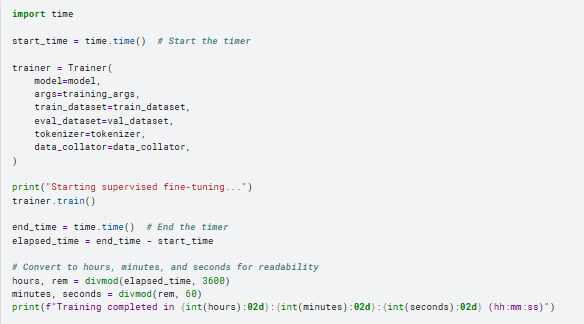 import time
start_time = time.time()  # Start the timer
trainer = Trainer(
    model=model,
    args=training_args,
    train_dataset=train_dataset,
    eval_dataset=val_dataset,
    tokenizer=tokenizer,
    data_collator=data_collator,
)
print("Starting supervised fine-tuning...")
trainer.train()
end_time = time.time()  # End the timer
elapsed_time = end_time - start_time
# Convert to hours, minutes, and seconds for readability
hours, rem = divmod(elapsed_time, 3600)
minutes, seconds = divmod(rem, 60)
print(f"Training completed in {int(hours):02d}:{int(minutes):02d}:{int(seconds):02d} (hh:mm:ss)")